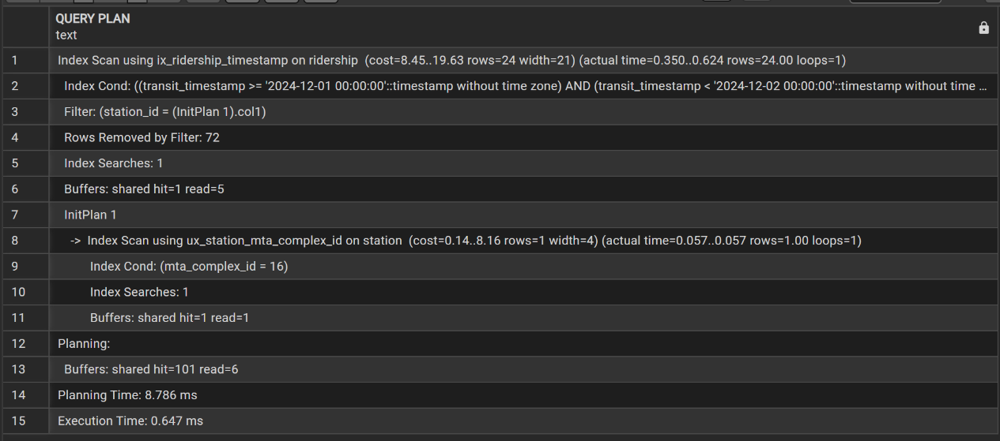 QUERY PLAN
text
1 Index Scan using ix_ridership_timestamp on ridership (cost=8.45..19.63 rows=24 width=21) (actual time=0.350..0.624 rows=24.00 loops=1)
2 Index Cond: ((transit_timestamp >= '2024-12-01 00:00:00'::timestamp without time zone) AND (transit_timestamp < '2024-12-02 00:00:00'::timestamp without time ...
3 Filter: (station_id = (InitPlan 1).col1)
4 Rows Removed by Filter: 72
5 Index Searches: 1
6 Buffers: shared hit=1 read=5
7 InitPlan 1
8 -> Index Scan using ux_station_mta_complex_id on station (cost=0.14..8.16 rows=1 width=4) (actual time=0.057..0.057 rows=1.00 loops=1)
9 Index Cond: (mta_complex_id = 16)
10 Index Searches: 1
11 Buffers: shared hit=1 read=1
12 Planning:
13 Buffers: shared hit=101 read=6
14 Planning Time: 8.786 ms
15 Execution Time: 0.647 ms